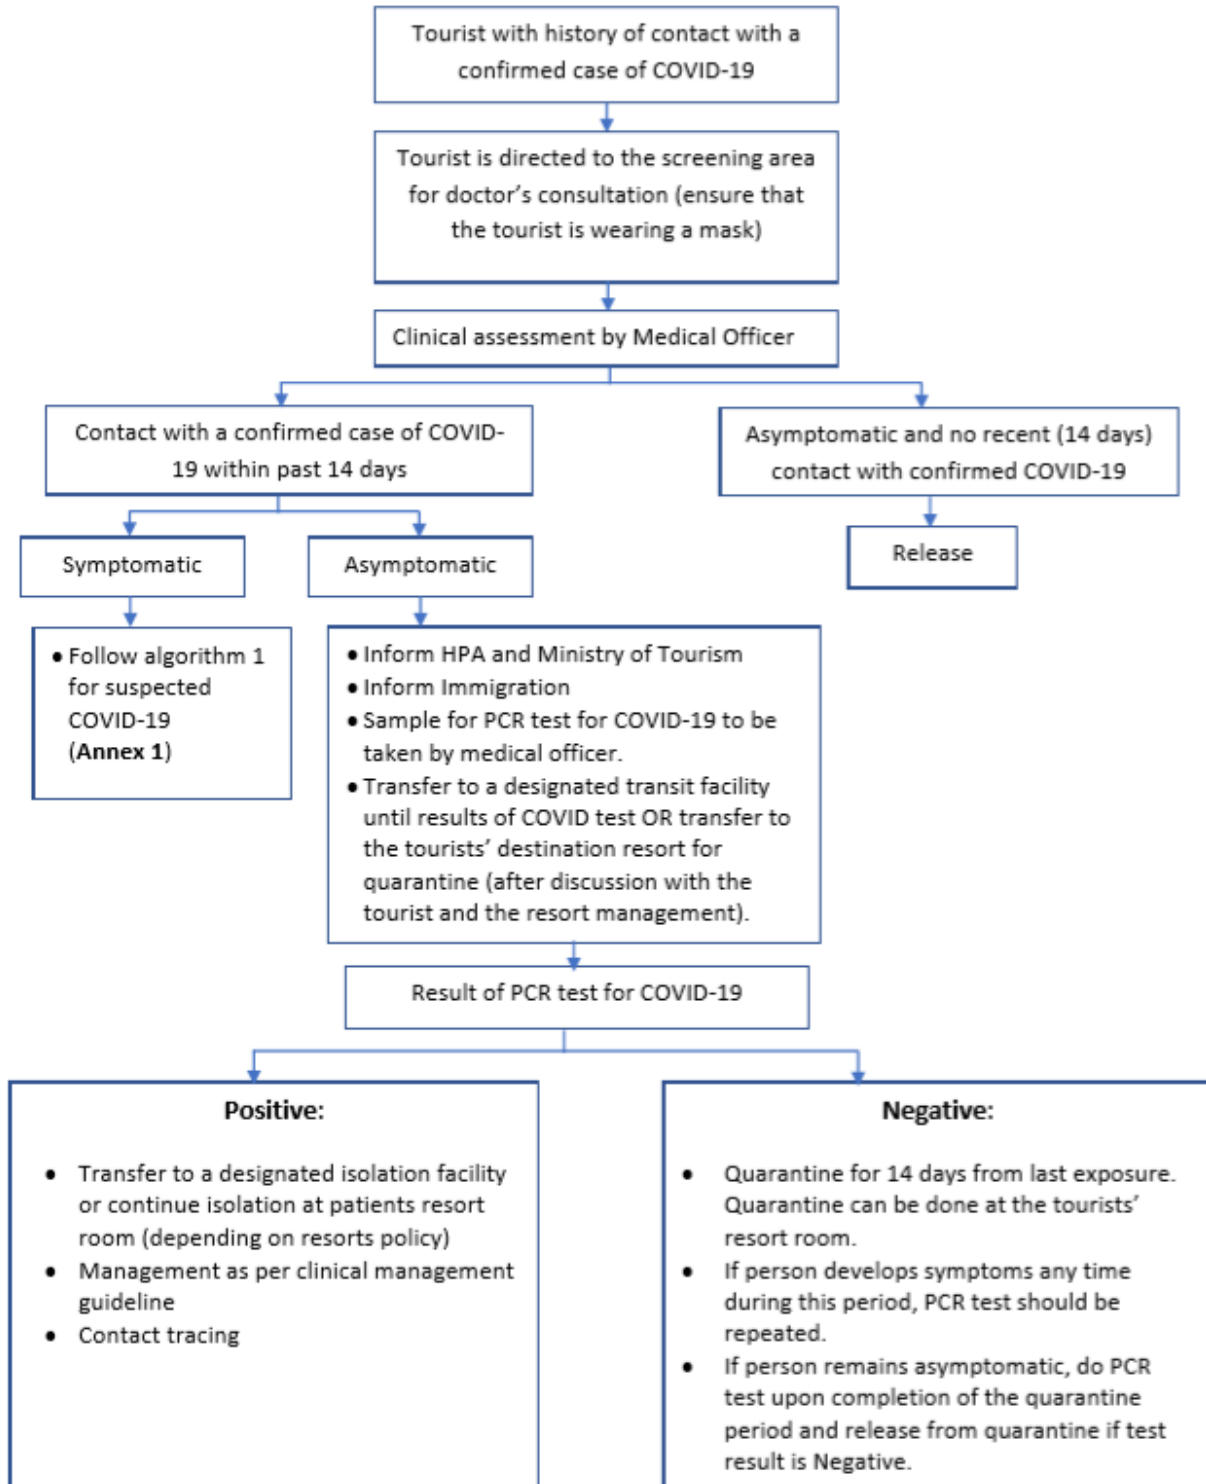 Tourist with history of contact with a
confirmed case of COVID-19
Tourist is directed to the screening area
for doctor’s consultation (ensure that
the tourist is wearing a mask)
Clinical assessment by Medical Officer
Contact with a confirmed case of COVID-
19 within past 14 days
Asymptomatic and no recent (14 days)
contact with confirmed COVID-19
Symptomatic
Asymptomatic
Release
• Follow algorithm 1
for suspected
COVID-19
(Annex 1)
• Inform HPA and Ministry of Tourism
• Inform Immigration
• Sample for PCR test for COVID-19 to be
taken by medical officer.
• Transfer to a designated transit facility
until results of COVID test OR transfer to
the tourists’ destination resort for
quarantine (after discussion with the
tourist and the resort management).
Result of PCR test for COVID-19
Positive:
• Transfer to a designated isolation facility
or continue isolation at patients resort
room (depending on resorts policy)
• Management as per clinical management
guideline
• Contact tracing
Negative:
• Quarantine for 14 days from last exposure.
Quarantine can be done at the tourists’
resort room.
• If person develops symptoms any time
during this period, PCR test should be
repeated.
• If person remains asymptomatic, do PCR
test upon completion of the quarantine
period and release from quarantine if test
result is Negative.